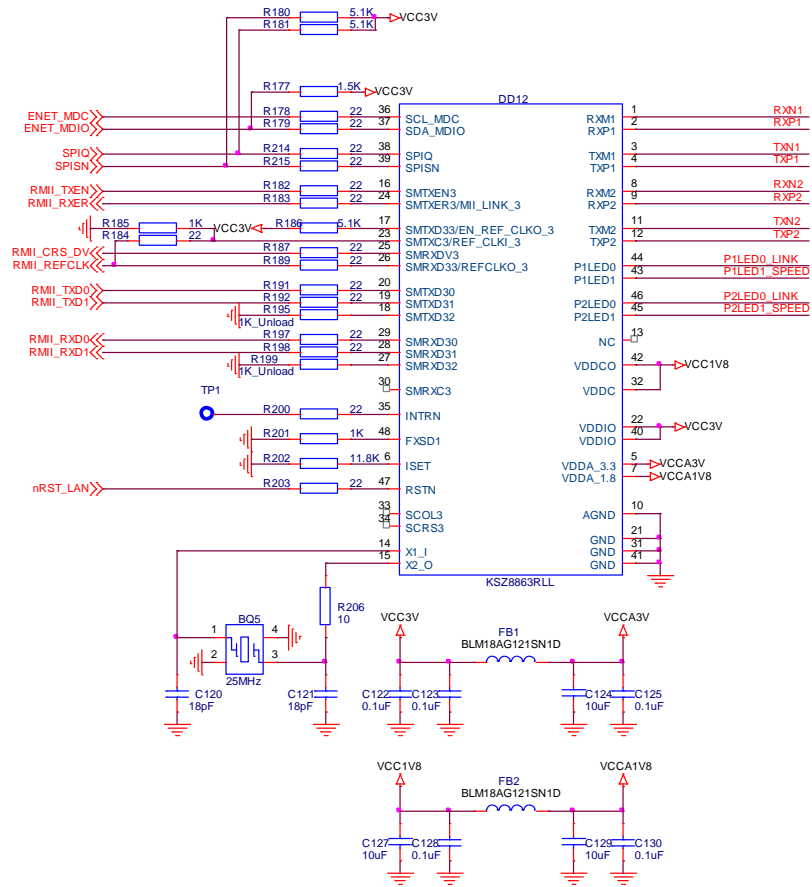 R180 5.1K
R181 5.1K VCC3V
R177 1.5K VCC3V
DD12
ENET_MDC R178 22 36 SCL_MDC RXM1 1 RXN1
ENET_MDIO R179 22 37 SDA_MDIO RXP1 2 RXP1
SPIQ R214 22 38 SPIQ TXM1 3 TXN1
SPISN R215 22 39 SPISN TXP1 4 TXP1
RMII_TXEN R182 22 16 SMTXEN3 RXM2 8 RXN2
RMII_RXER R183 22 24 SMTXER3/MII_LINK_3 RXP2 9 RXP2
R185 1K VCC3V R186 5.1K 17 SMTXD33/EN_REF_CLKO_3 TXM2 11 TXN2
R184 22 23 SMTXC3/REF_CLKI_3 TXP2 12 TXP2
RMII_CRS_DV R187 22 25 SMRXDV3 P1LED0 44 P1LED0_LINK
RMII_REFCLK R189 22 26 SMRXD33/REFCLKO_3 P1LED1 43 P1LED1_SPEED
RMII_TXD0 R191 22 20 SMTXD30 P2LED0 46 P2LED0_LINK
RMII_TXD1 R192 22 19 SMTXD31 P2LED1 45 P2LED1_SPEED
R195 1K_Unload 18 SMTXD32
RMII_RXD0 R197 22 29 SMRXD30 NC 13
RMII_RXD1 R198 22 28 SMRXD31
R199 1K_Unload 27 SMRXD32 VDDCO 42 VCC1V8
30 SMRXC3 VDDC 32
TP1
R200 22 35 INTRN VDDIO 22 VCC3V
R201 1K 48 FXSD1 VDDIO 40
R202 11.8K 6 ISET VDDA_3.3 5 VCCA3V
VDDA_1.8 7 VCCA1V8
nRST_LAN R203 22 47 RSTN
33 SCOL3 AGND 10
34 SCRS3
GND 21
14 X1_I GND 31
15 X2_O GND 41
KSZ8863RLL
R206
10
BQ5
1 4
2 3
25MHz
C120
18pF
C121
18pF
VCC3V FB1 VCCA3V
BLM18AG121SN1D
C122 C123 C124 C125
0.1uF 0.1uF 10uF 0.1uF
VCC1V8 FB2 VCCA1V8
BLM18AG121SN1D
C127 C128 C129 C130
10uF 0.1uF 10uF 0.1uF